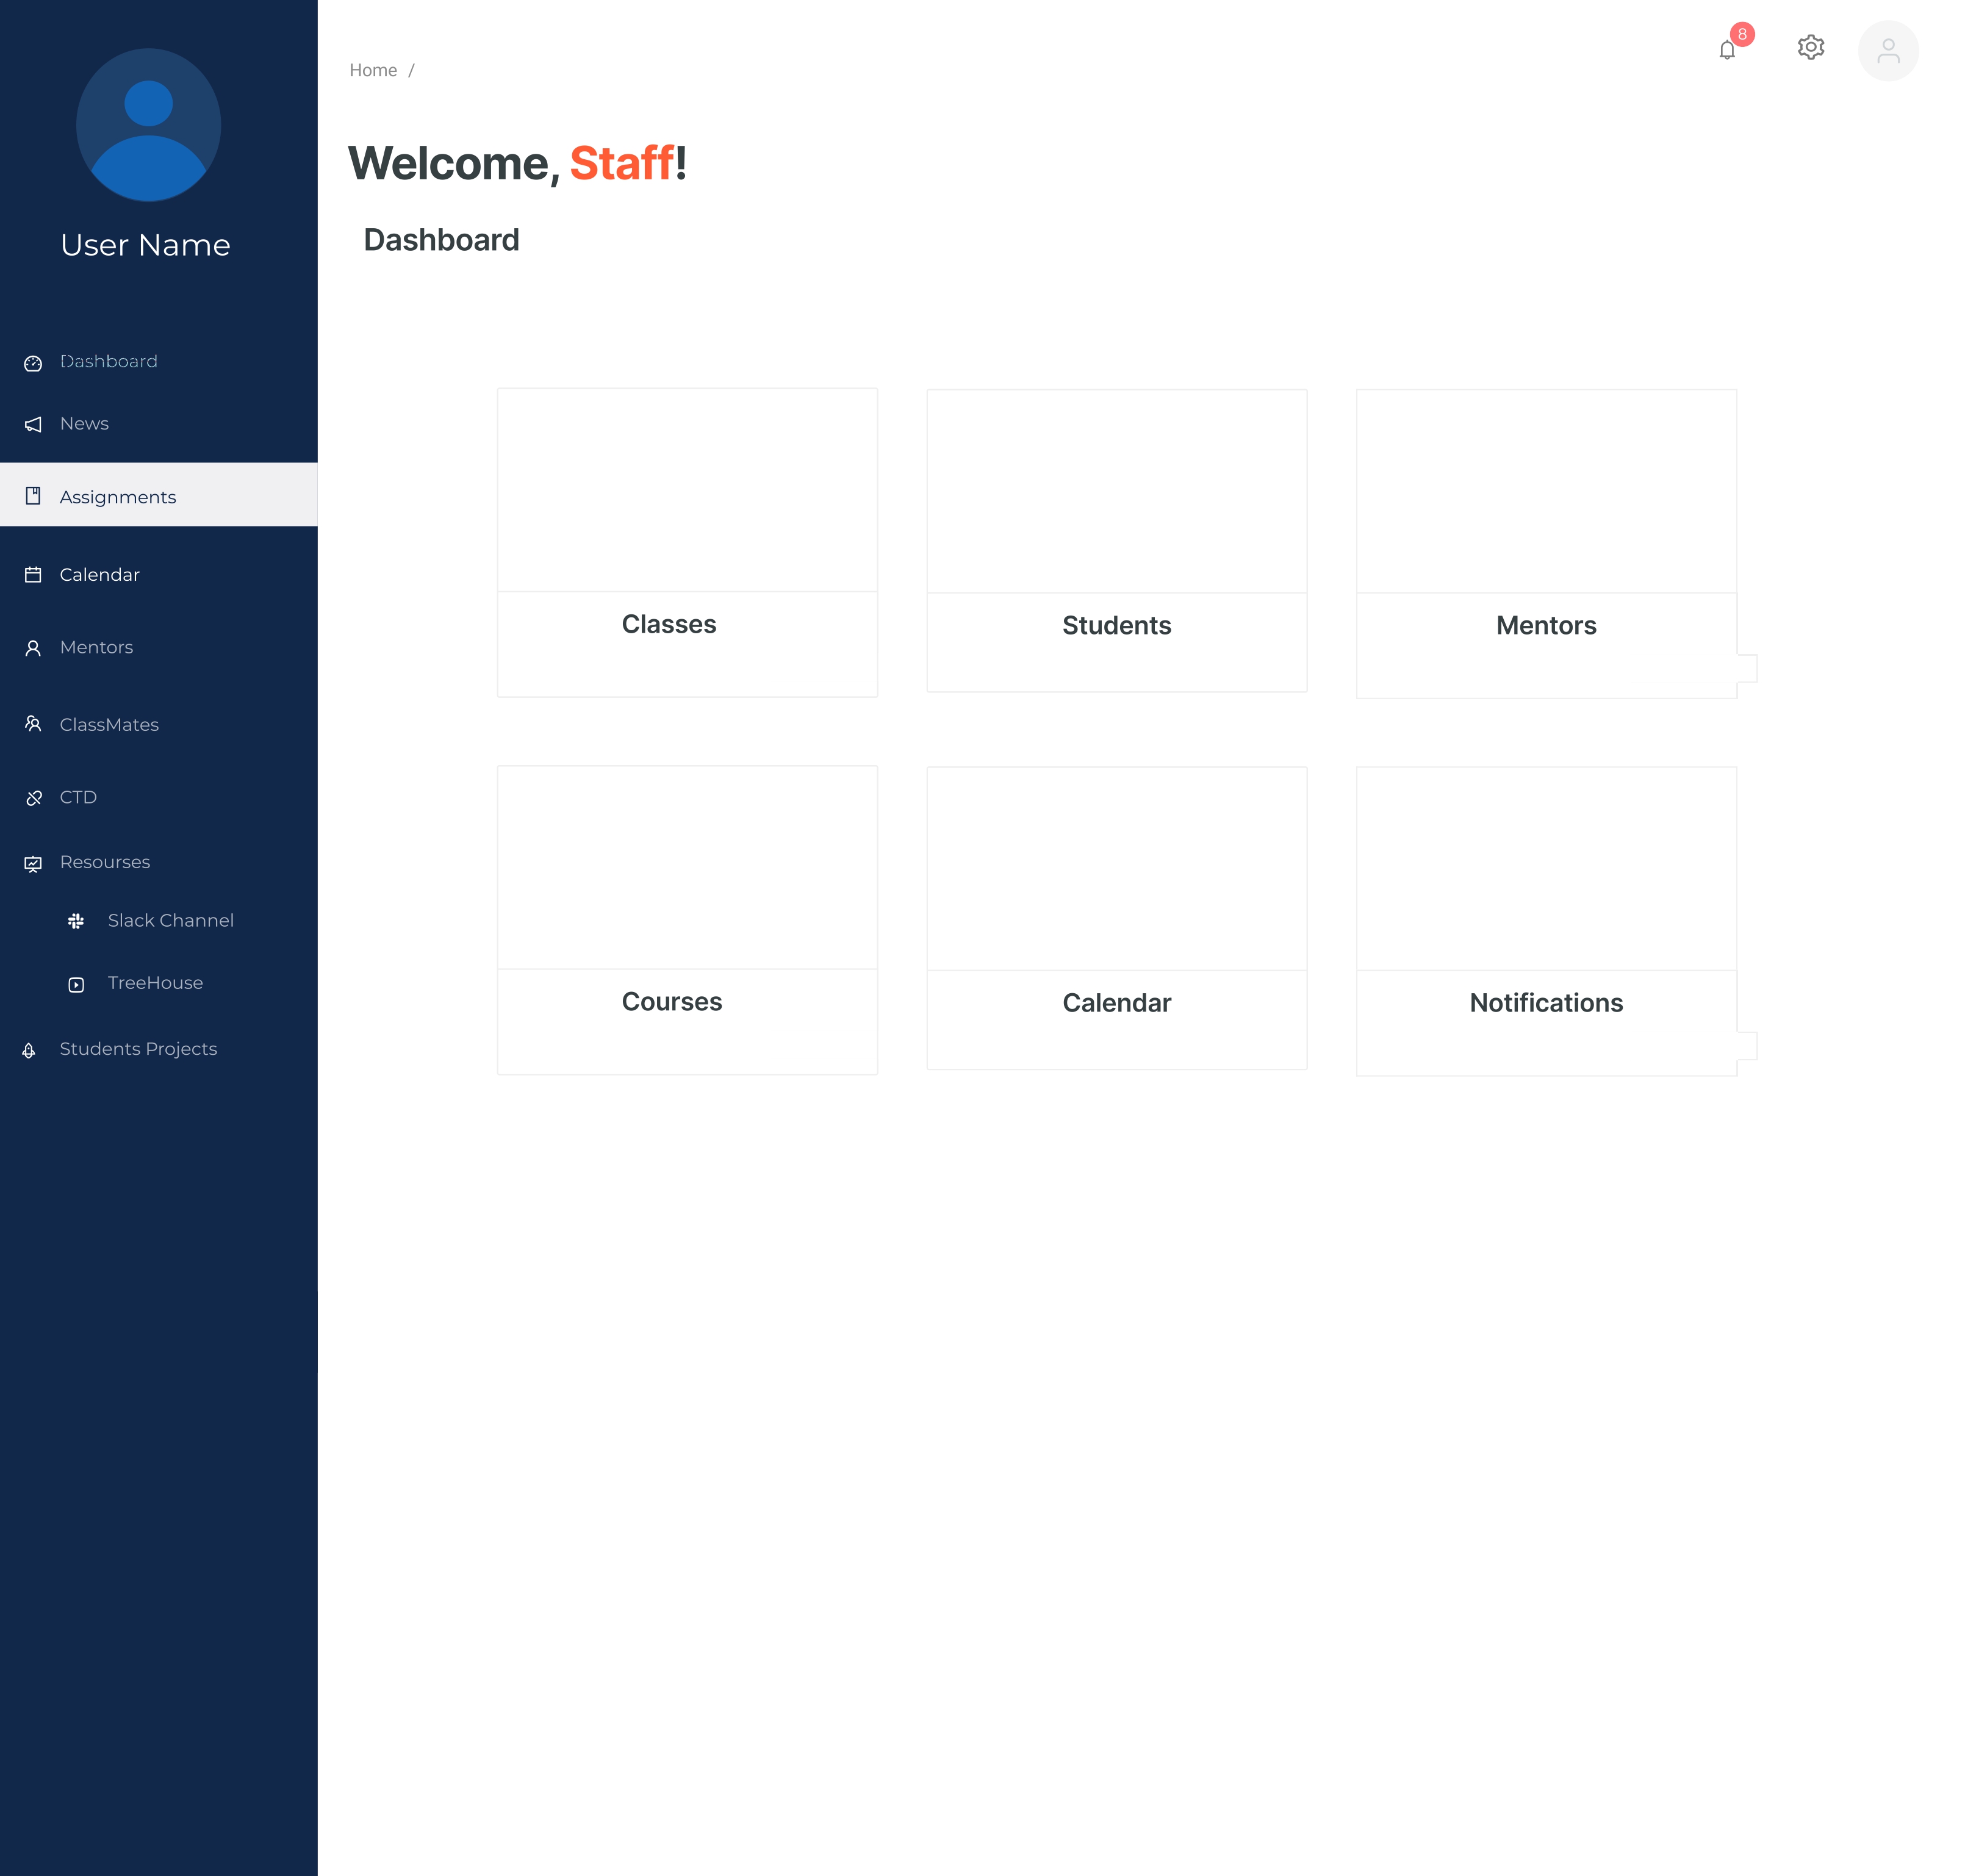 8
Home /
Welcome, Staff!
Dashboard
User Name
Dashboard
News
Assignments
Calendar
Mentors
ClassMates
CTD
Resourses
Slack Channel
TreeHouse
Students Projects
Classes
Students
Mentors
Courses
Calendar
Notifications